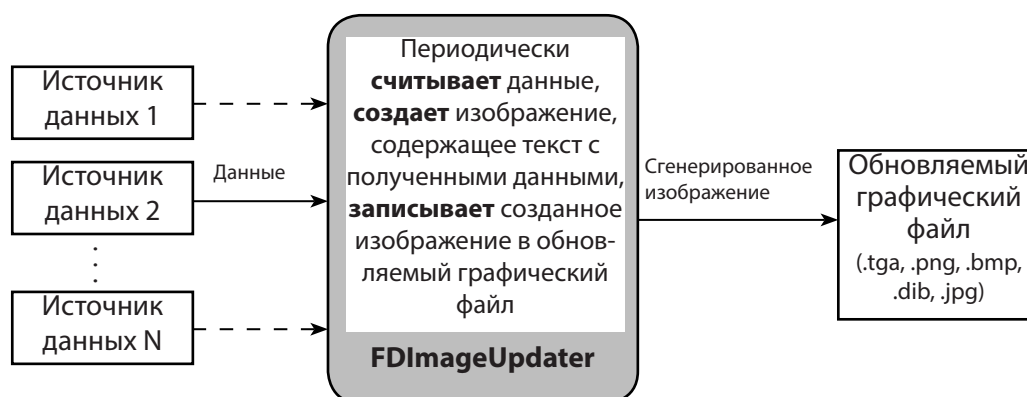 Источник
данных 1
Источник
данных 2
Источник
данных N
Данные
Периодически
считывает данные,
создает изображение,
содержащее текст с
полученными данными,
записывает созданное
изображение в обнов-
ляемый графический
файл
FDImageUpdater
Сгенерированное
изображение
Обновляемый
графический
файл
(.tga, .png, .bmp,
.dib, .jpg)